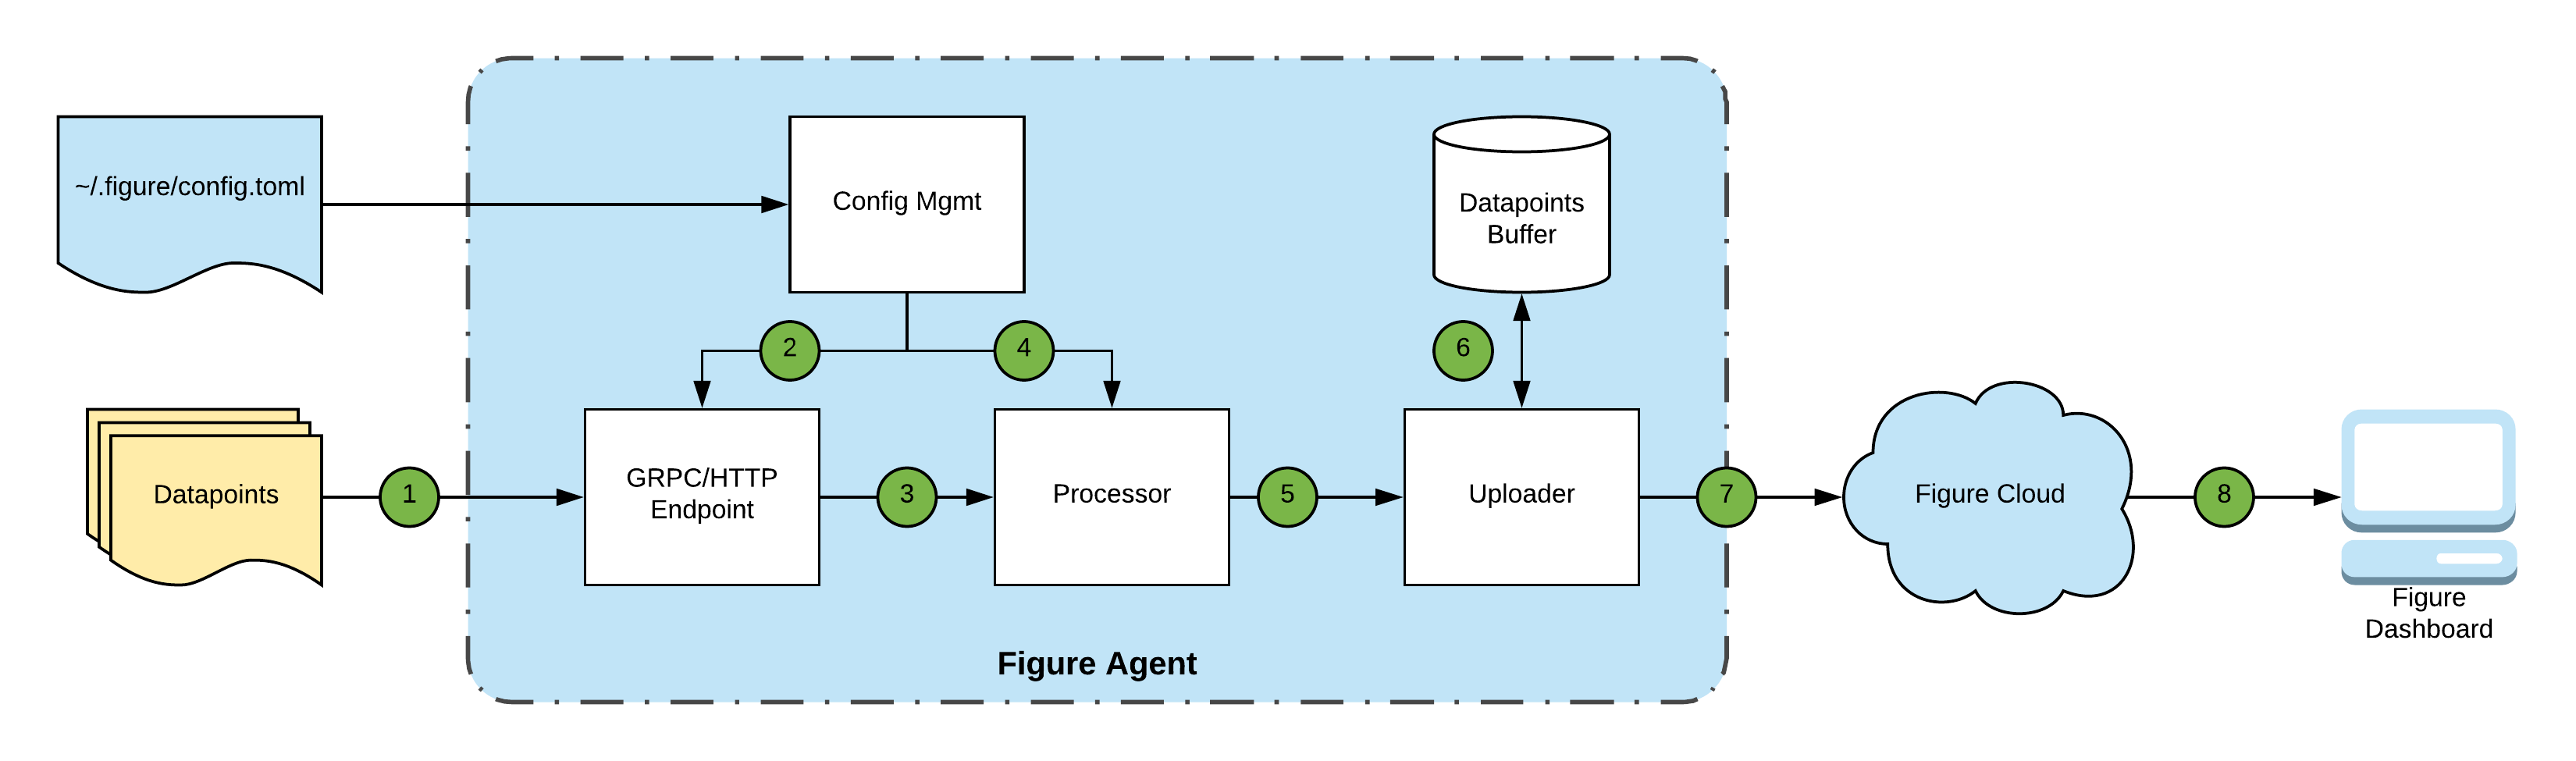 ~/.figure/config.toml
Config Mgmt
Datapoints
Buffer
2
4
6
Datapoints
1
GRPC/HTTP
Endpoint
3
Processor
5
Uploader
7
Figure Cloud
8
Figure
Dashboard
Figure Agent